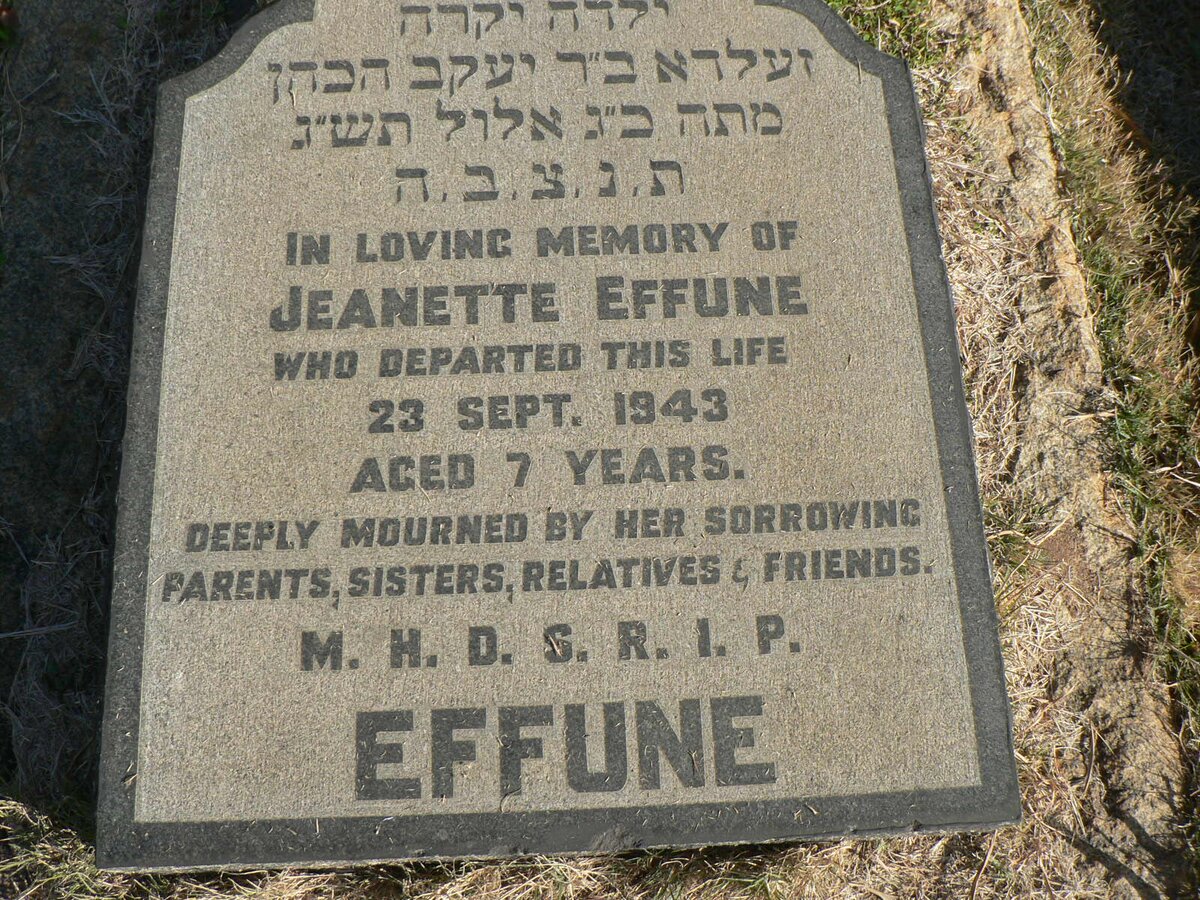 ילדה יקרה
זעלדא ב״ר יעקב הכהן
מתה כ״ג אלול תש״ג
ת.נ.צ.ב.ה
IN LOVING MEMORY OF
JEANETTE EFFUNE
WHO DEPARTED THIS LIFE
23 SEPT. 1943
AGED 7 YEARS.
DEEPLY MOURNED BY HER SORROWING
PARENTS, SISTERS, RELATIVES & FRIENDS.
M. H. D. S. R. I. P.
EFFUNE